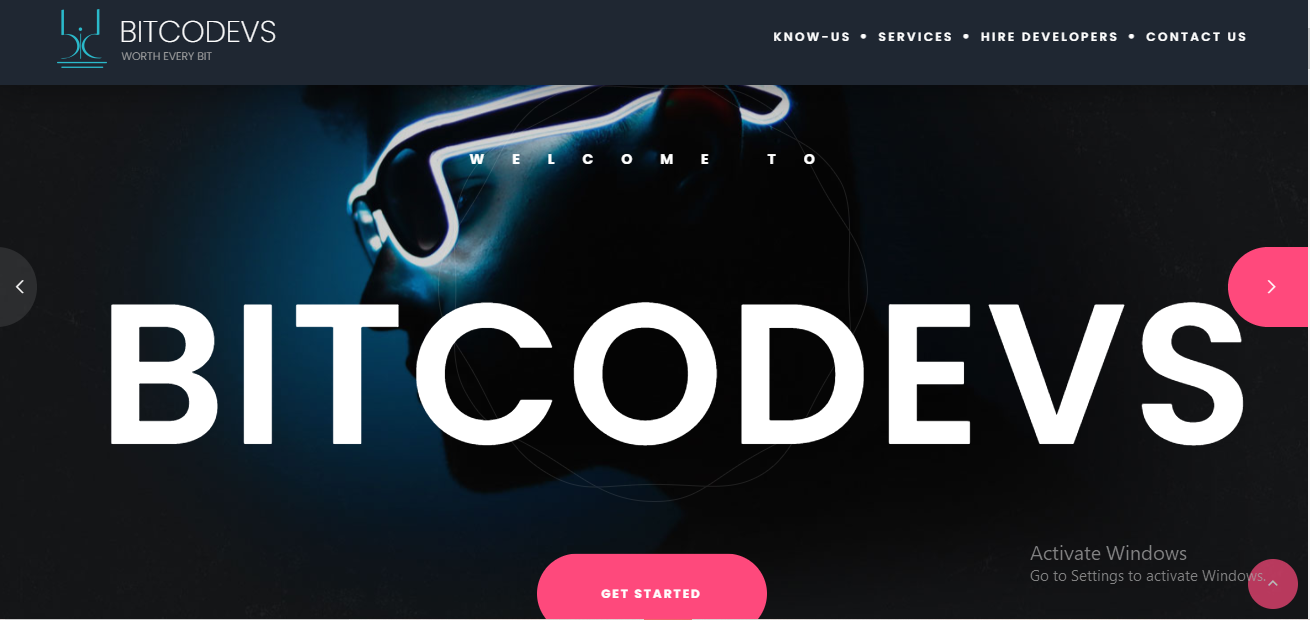 BITCODEVS
WORTH EVERY BIT
KNOW-US • SERVICES • HIRE DEVELOPERS • CONTACT US
WELCOME TO
BITCODEVS
GET STARTED
Activate Windows
Go to Settings to activate Windows.